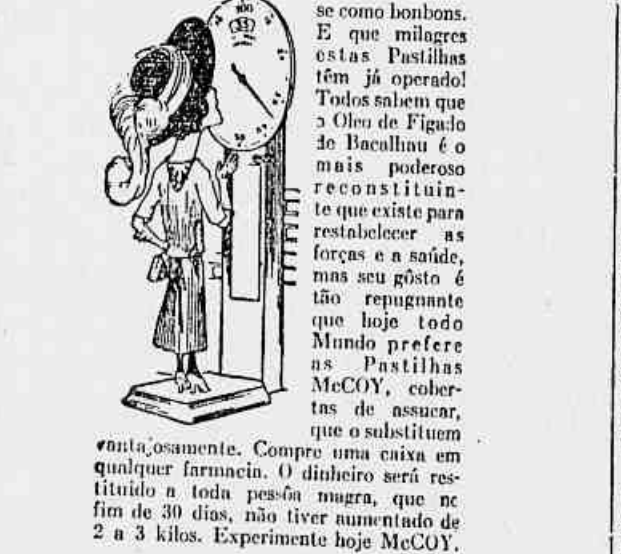 100
se como bonbons.
E que milagres
estas Pastilhas
têm já operado!
Todos sabem que
o Oleo de Figado
de Bacalhau é o
mais poderoso
reconstituin-
te que existe para
restabelecer as
forças e a saúde,
mas seu gôsto é
tão repugnante
que hoje todo
Mundo prefere
as Pastilhas
McCOY, cober-
tas de assucar,
que o substituem
vantajosamente. Compre uma caixa em
qualquer farmacia. O dinheiro será res-
tituido a toda pessôa magra, que no
fim de 30 dias, não tiver aumentado de
2 a 3 kilos. Experimente hoje McCOY.